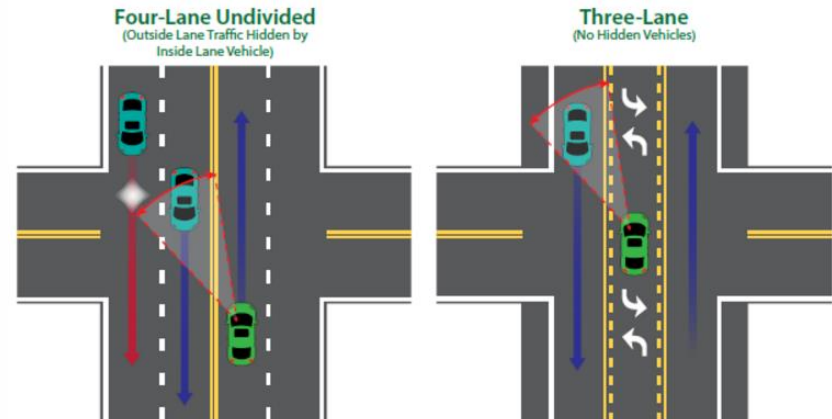 Four-Lane Undivided
(Outside Lane Traffic Hidden by
Inside Lane Vehicle)
Three-Lane
(No Hidden Vehicles)